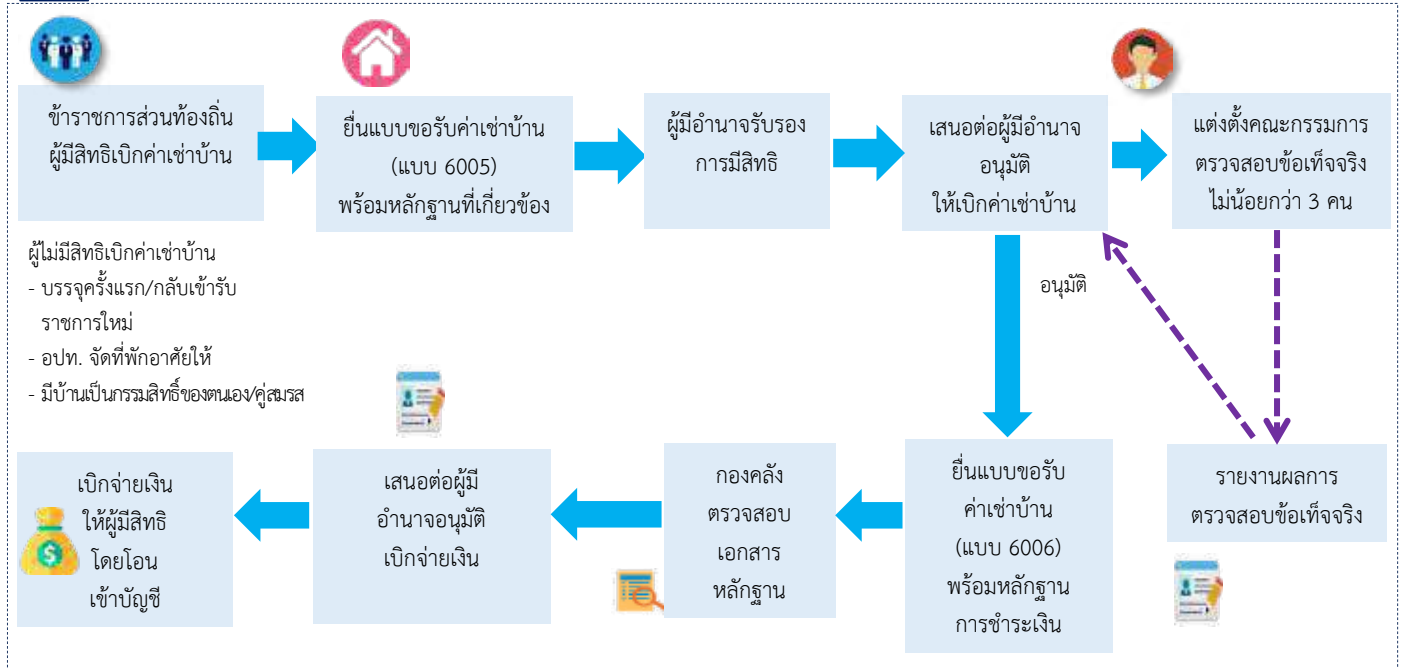 ข้าราชการส่วนท้องถิ่น
ผู้มีสิทธิเบิกค่าเช่าบ้าน
ยื่นแบบขอรับค่าเช่าบ้าน
(แบบ 6005)
พร้อมหลักฐานที่เกี่ยวข้อง
ผู้มีอำนาจรับรอง
การมีสิทธิ
เสนอต่อผู้มีอำนาจ
อนุมัติ
ให้เบิกค่าเช่าบ้าน
แต่งตั้งคณะกรรมการ
ตรวจสอบข้อเท็จจริง
ไม่น้อยกว่า 3 คน
ผู้ไม่มีสิทธิเบิกค่าเช่าบ้าน
- บรรจุครั้งแรก/กลับเข้ารับ
ราชการใหม่
- อปท. จัดที่พักอาศัยให้
- มีบ้านเป็นกรรมสิทธิ์ของตนเอง/คู่สมรส
อนุมัติ
รายงานผลการ
ตรวจสอบข้อเท็จจริง
ยื่นแบบขอรับ
ค่าเช่าบ้าน
(แบบ 6006)
พร้อมหลักฐาน
การชำระเงิน
กองคลัง
ตรวจสอบ
เอกสาร
หลักฐาน
เสนอต่อผู้มี
อำนาจอนุมัติ
เบิกจ่ายเงิน
เบิกจ่ายเงิน
ให้ผู้มีสิทธิ
โดยโอน
เข้าบัญชี